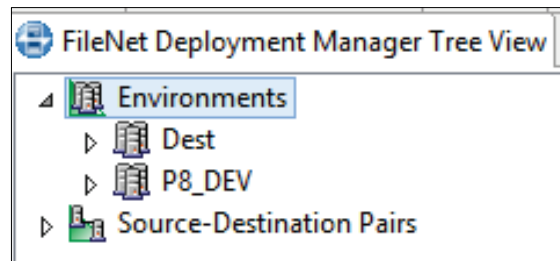 FileNet Deployment Manager Tree View
Environments
Dest
P8_DEV
Source-Destination Pairs